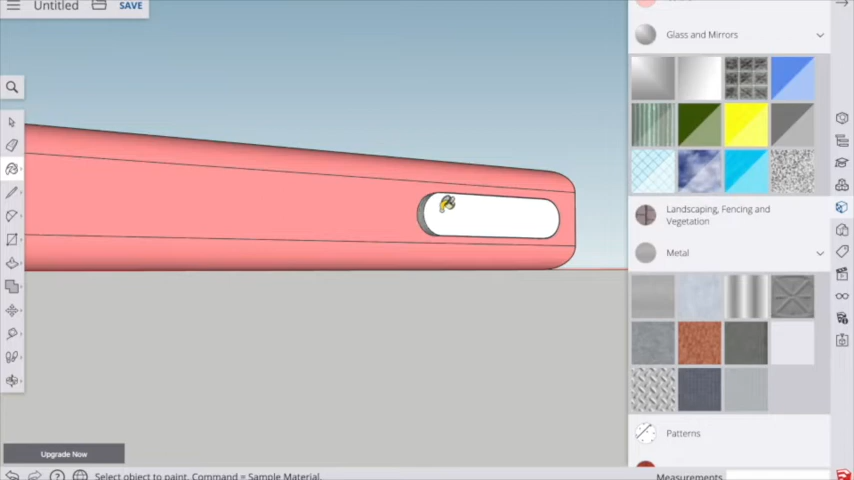 Untitled
SAVE
Glass and Mirrors
Landscaping, Fencing and
Vegetation
Metal
Patterns
Upgrade Now
Select object to paint. Command = Sample Material.
Measurements